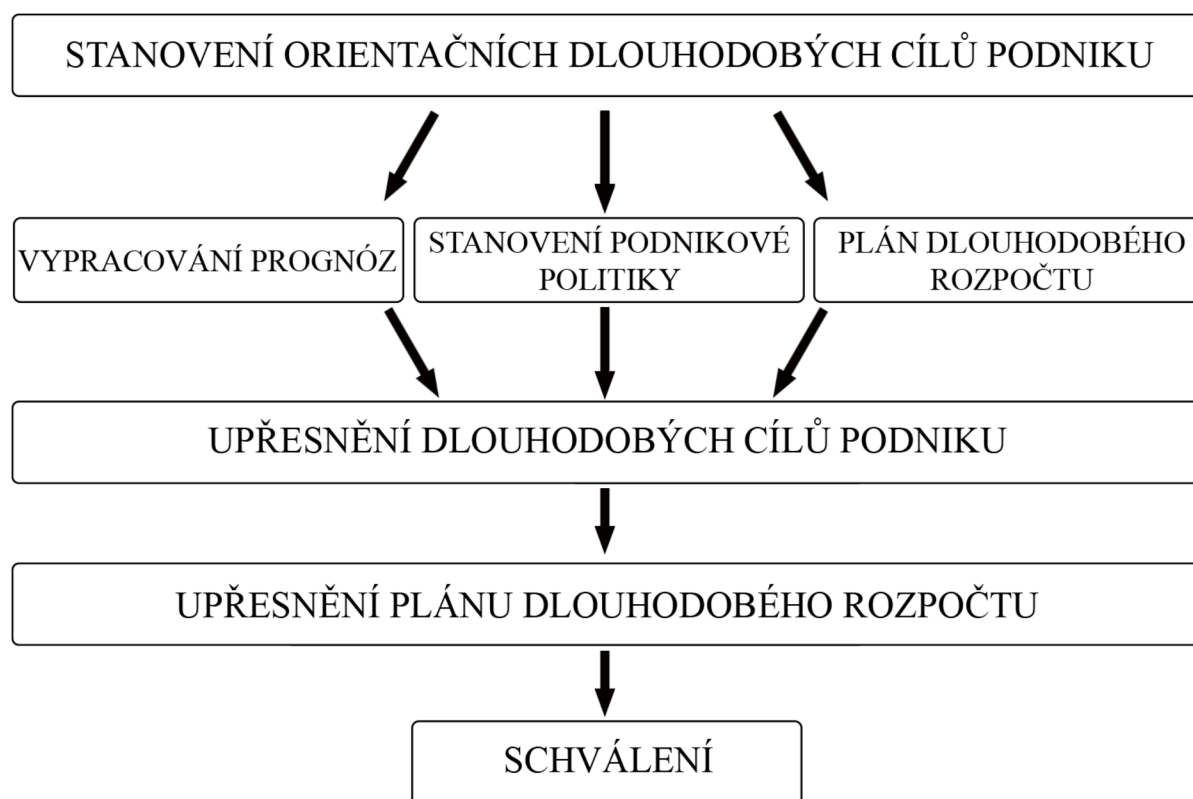 STANOVENÍ ORIENTAČNÍCH DLOUHODOBÝCH CÍLŮ PODNIKU
VYPRACOVÁNÍ PROGNÓZ
STANOVENÍ PODNIKOVÉ
POLITIKY
PLÁN DLOUHODOBÉHO
ROZPOČTU
UPŘESNĚNÍ DLOUHODOBÝCH CÍLŮ PODNIKU
UPŘESNĚNÍ PLÁNU DLOUHODOBÉHO ROZPOČTU
SCHVÁLENÍ